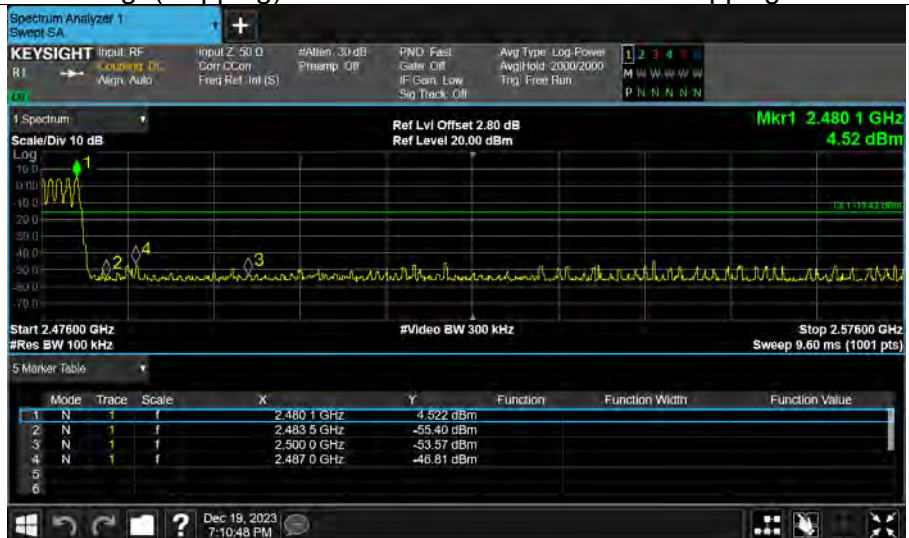 Spectrum Analyzer 1
Swept SA
+
KEYSIGHT Input: RF Input Z: 50 Ω #Atten: 30 dB PNO: Fast Avg Type: Log-Power 1 2 3 4 5 6
R L Coupling: DC Corr CCorr Preamp: Off Gate: Off Avg|Hold: 2000/2000 M W W W W W
Align: Auto Freq Ref: Int (S) IF Gain: Low Trig: Free Run
Sig Track: Off P N N N N N
1 Spectrum Ref Lvl Offset 2.80 dB Mkr1 2.480 1 GHz
Scale/Div 10 dB Ref Level 20.00 dBm 4.52 dBm
Log
10.0
0.00
-10.0
-20.0
-30.0
-40.0
-50.0
-60.0
-70.0
1
2
4
3
Start 2.47600 GHz #Video BW 300 kHz Stop 2.57600 GHz
#Res BW 100 kHz Sweep 9.60 ms (1001 pts)
5 Marker Table
Mode Trace Scale X Y Function Function Width Function Value
1 N 1 f 2.480 1 GHz 4.522 dBm
2 N 1 f 2.483 5 GHz -55.40 dBm
3 N 1 f 2.500 0 GHz -53.57 dBm
4 N 1 f 2.487 0 GHz -46.81 dBm
5
6
? Dec 19, 2023
7:10:48 PM